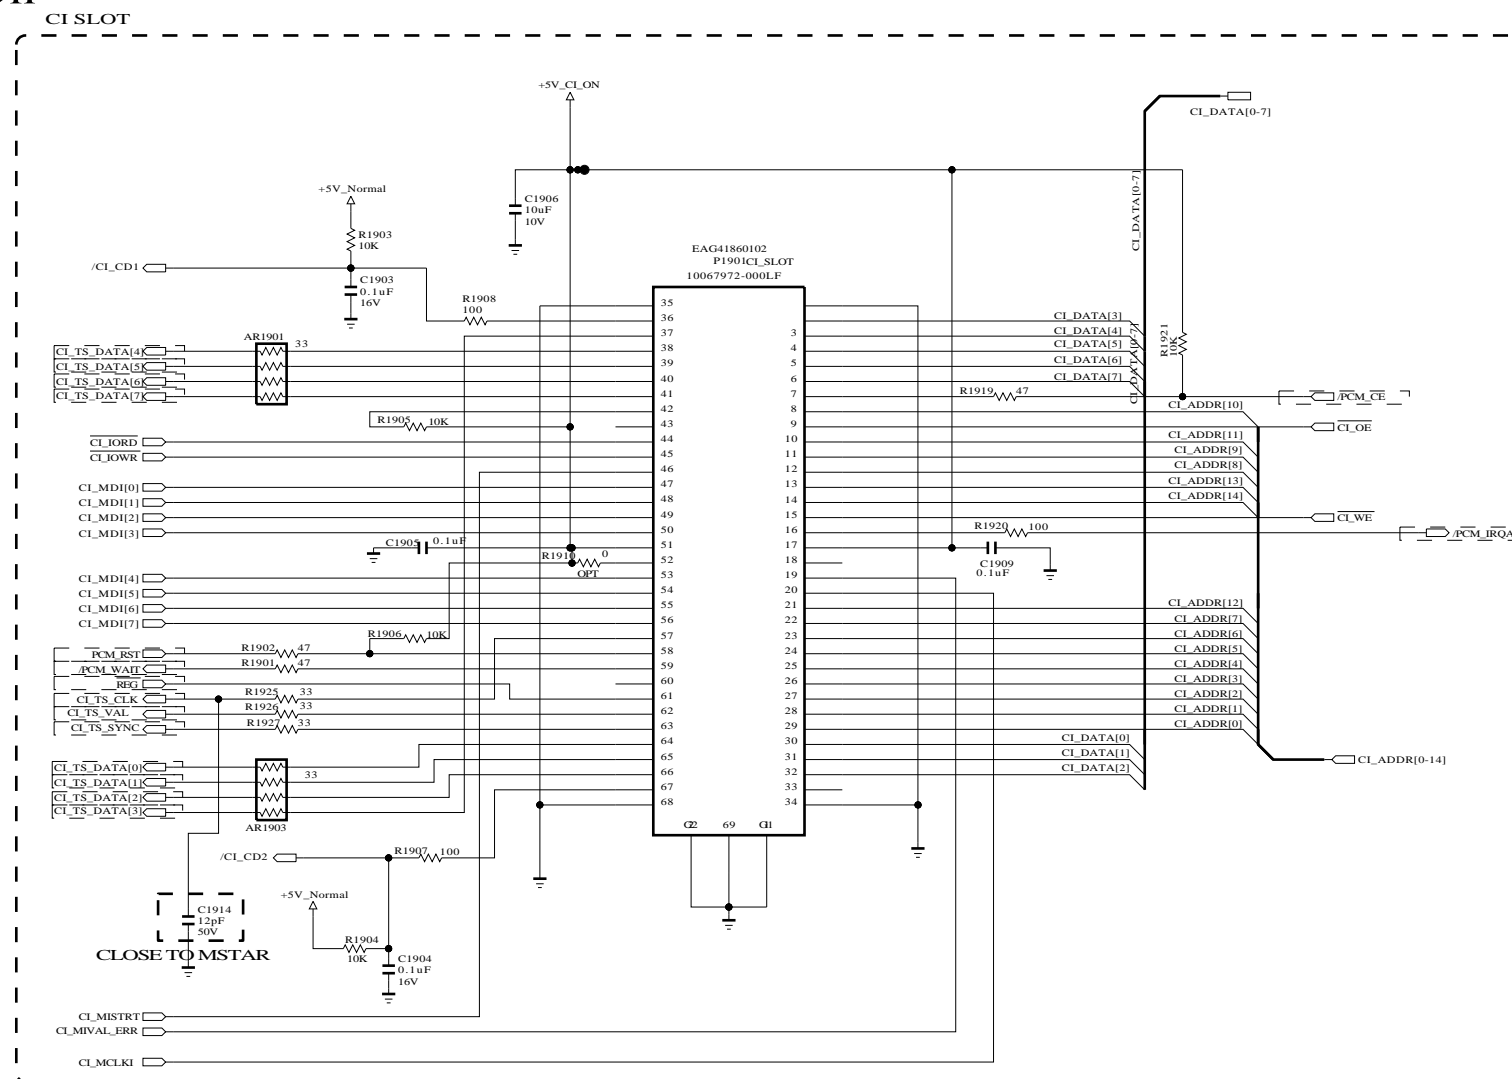 CI SLOT
+5V_CI_ON
CI_DATA[0-7]
+5V_Normal
C1906
10uF
10V
CI_DATA[0-7]
R1903
10K
/CI_CD1
C1903
0.1uF
16V
R1908
100
EAG41860102
P1901
CI_SLOT
10067972-000LF
AR1901
33
CI_TS_DATA[4]
CI_TS_DATA[5]
CI_TS_DATA[6]
CI_TS_DATA[7]
R1905
10K
CI_IORD
CI_IOWR
CI_MDI[0]
CI_MDI[1]
CI_MDI[2]
CI_MDI[3]
C1905
0.1uF
R1910
0
OPT
CI_MDI[4]
CI_MDI[5]
CI_MDI[6]
CI_MDI[7]
R1906
10K
PCM_RST
R1902
47
/PCM_WAIT
R1901
47
REG
CI_TS_CLK
R1925
33
CI_TS_VAL
R1926
33
CI_TS_SYNC
R1927
33
CI_TS_DATA[0]
CI_TS_DATA[1]
CI_TS_DATA[2]
CI_TS_DATA[3]
33
AR1903
/CI_CD2
R1907
100
+5V_Normal
C1914
12pF
50V
CLOSE TO MSTAR
R1904
10K
C1904
0.1uF
16V
CI_MISTRT
CI_MIVAL_ERR
CI_MCLKI
35
36
37
38
39
40
41
42
43
44
45
46
47
48
49
50
51
52
53
54
55
56
57
58
59
60
61
62
63
64
65
66
67
68
G2
69
G1
3
4
5
6
7
8
9
10
11
12
13
14
15
16
17
18
19
20
21
22
23
24
25
26
27
28
29
30
31
32
33
34
CI_DATA[3]
CI_DATA[4]
CI_DATA[5]
CI_DATA[6]
CI_DATA[7]
CI_DATA[0-7]
R1921
10K
R1919
47
/PCM_CE
CI_ADDR[10]
CI_OE
CI_ADDR[11]
CI_ADDR[9]
CI_ADDR[8]
CI_ADDR[13]
CI_ADDR[14]
CI_WE
R1920
100
/PCM_IRQA
C1909
0.1uF
CI_ADDR[12]
CI_ADDR[7]
CI_ADDR[6]
CI_ADDR[5]
CI_ADDR[4]
CI_ADDR[3]
CI_ADDR[2]
CI_ADDR[1]
CI_ADDR[0]
CI_DATA[0]
CI_DATA[1]
CI_DATA[2]
CI_ADDR[0-14]